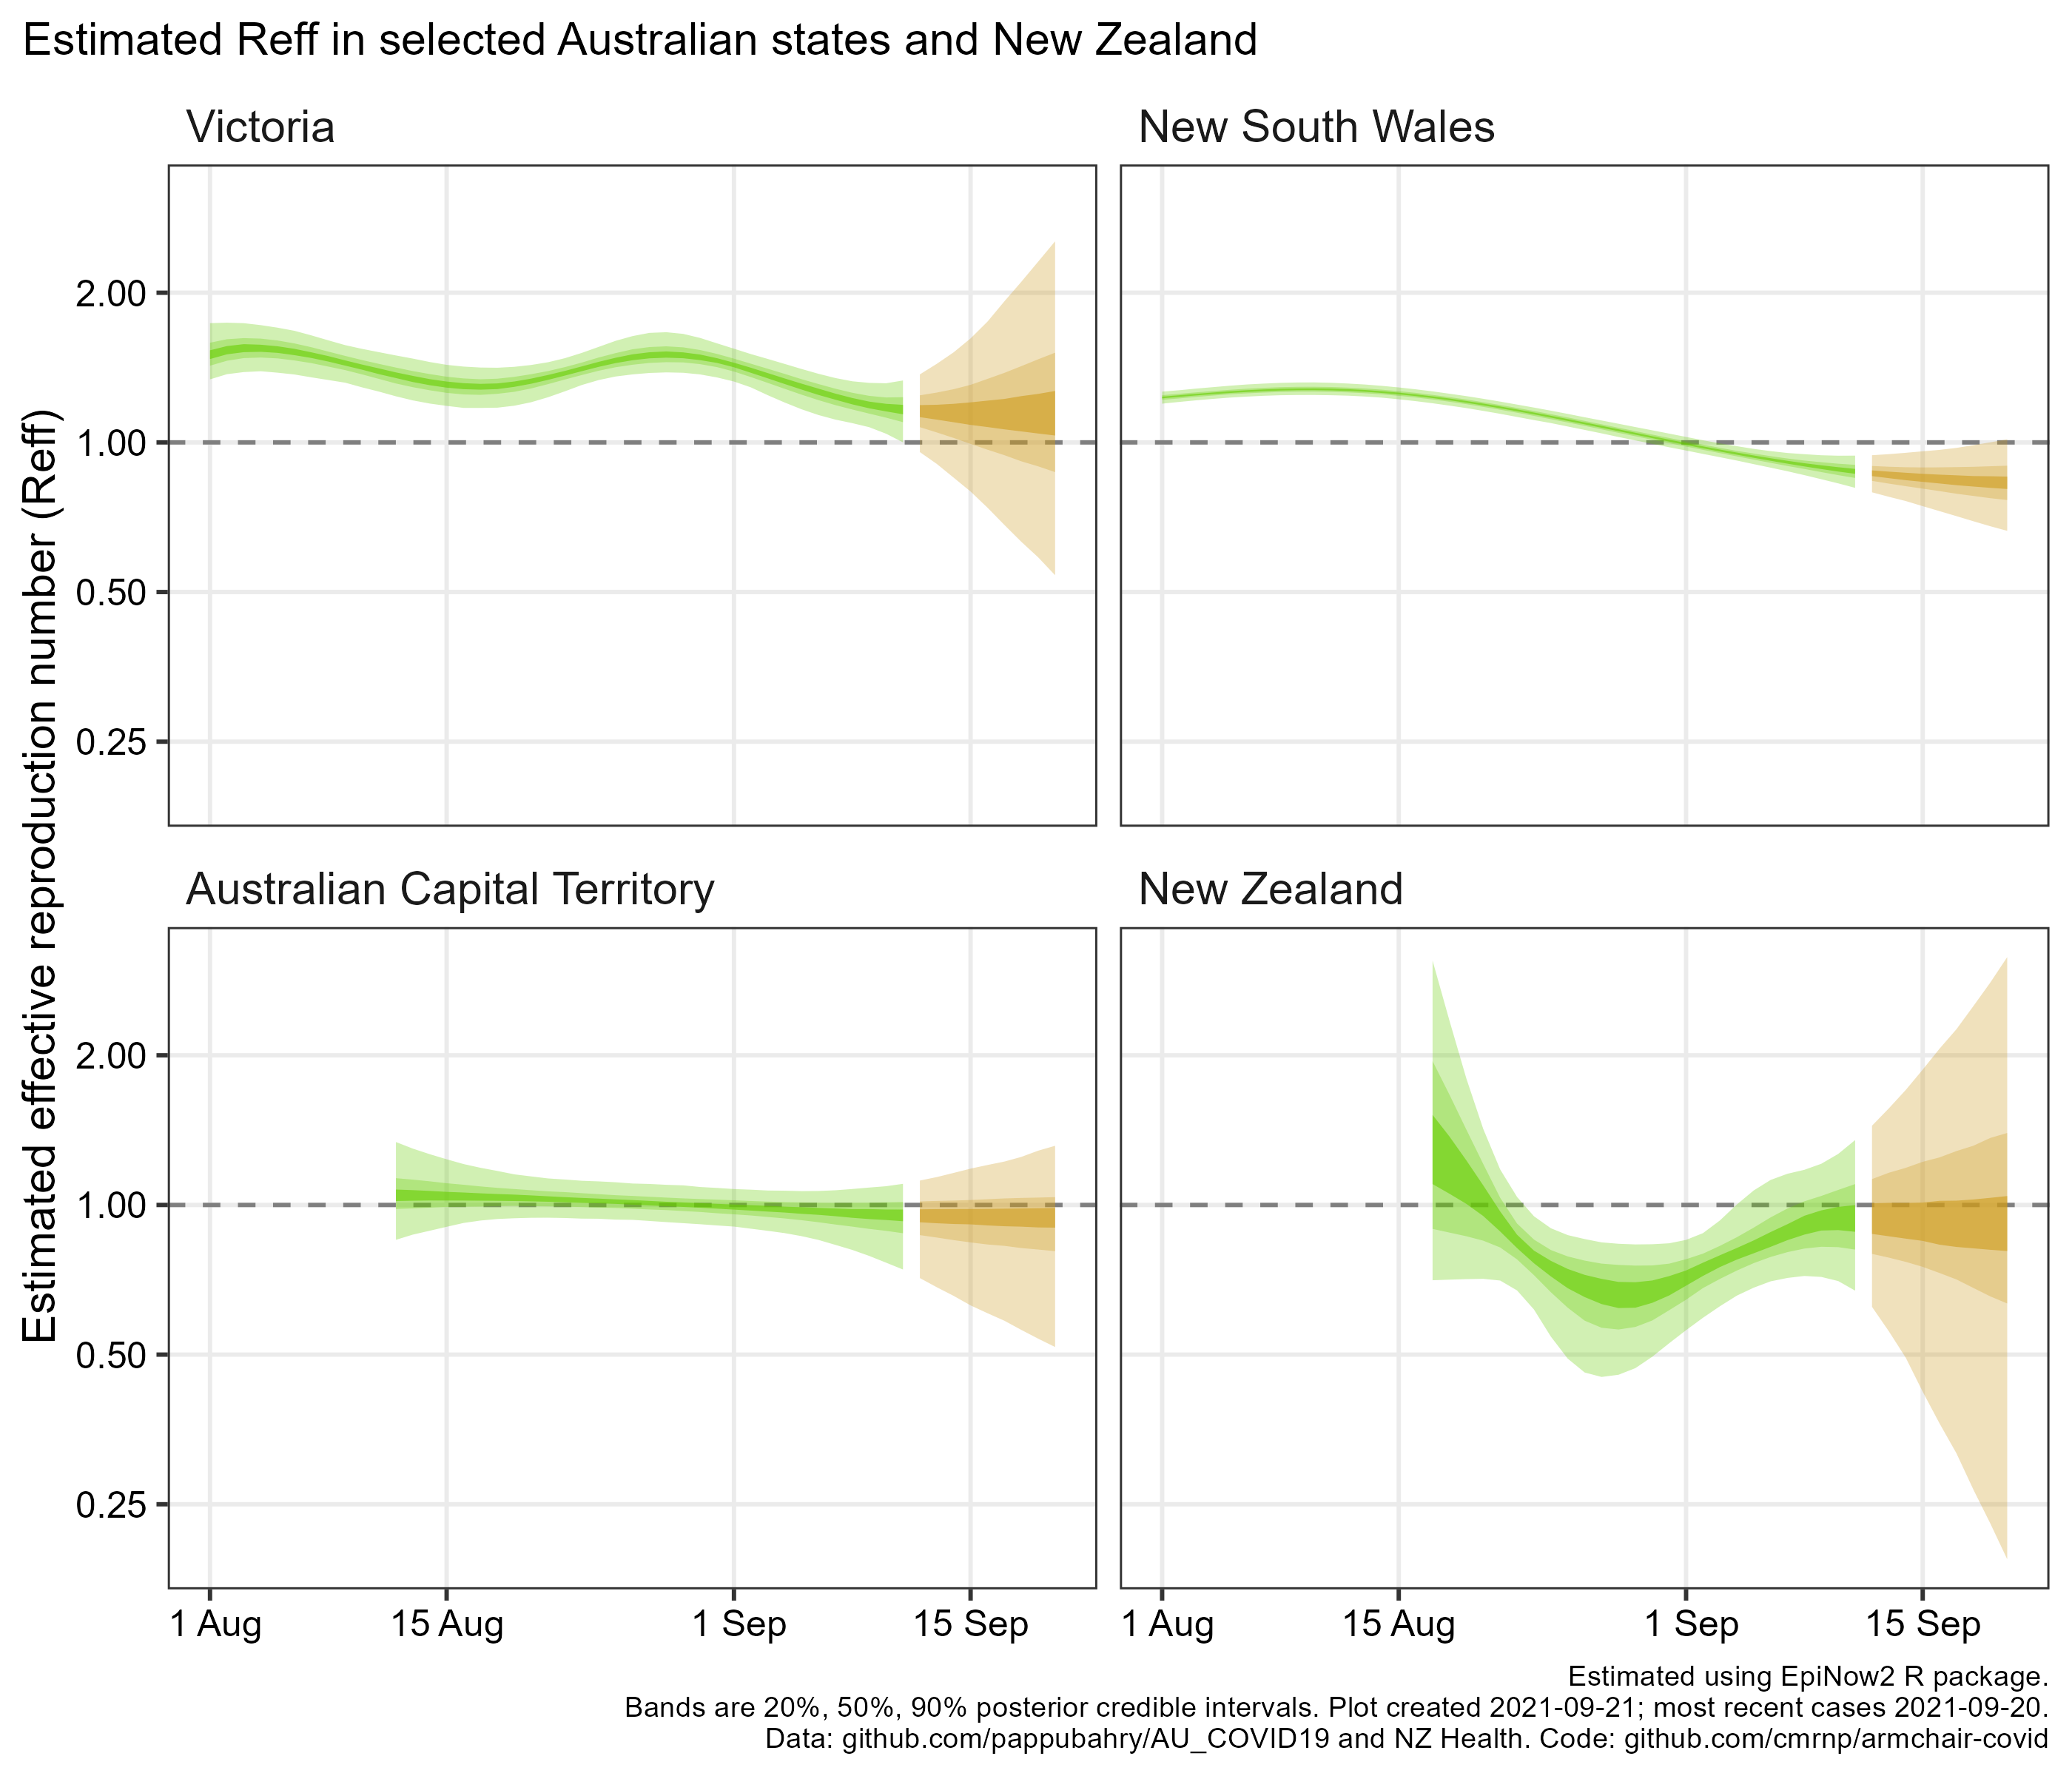 Estimated Reff in selected Australian states and New Zealand
Victoria
New South Wales
Estimated effective reproduction number (Reff)
2.00
1.00
0.50
0.25
Australian Capital Territory
New Zealand
2.00
1.00
0.50
0.25
1 Aug
15 Aug
1 Sep
15 Sep
1 Aug
15 Aug
1 Sep
15 Sep
Estimated using EpiNow2 R package.
Bands are 20%, 50%, 90% posterior credible intervals. Plot created 2021-09-21; most recent cases 2021-09-20.
Data: github.com/pappubahry/AU_COVID19 and NZ Health. Code: github.com/cmrnp/armchair-covid